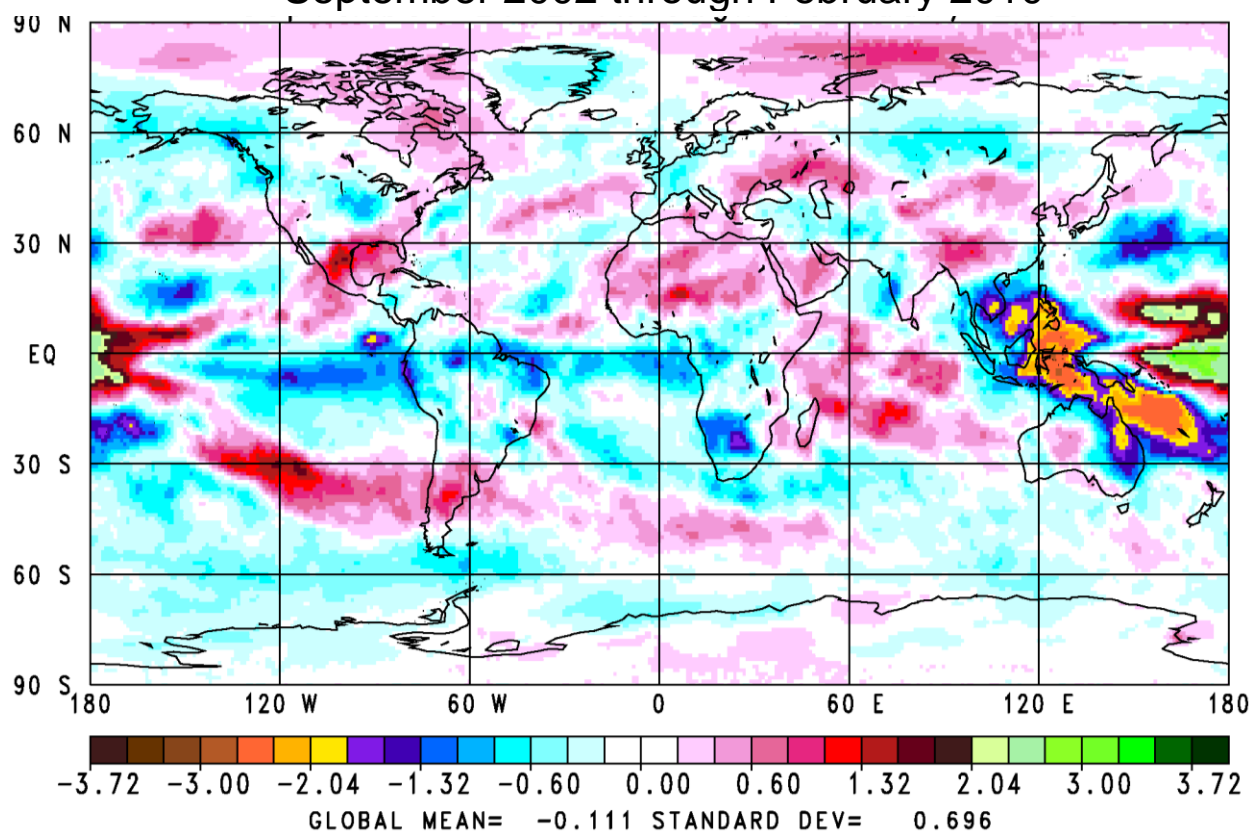 90 N
60 N
30 N
EQ
30 S
60 S
90 S
180 120 W 60 W 0 60 E 120 E 180
-3.72 -3.00 -2.04 -1.32 -0.60 0.00 0.60 1.32 2.04 3.00 3.72
GLOBAL MEAN= -0.111 STANDARD DEV= 0.696